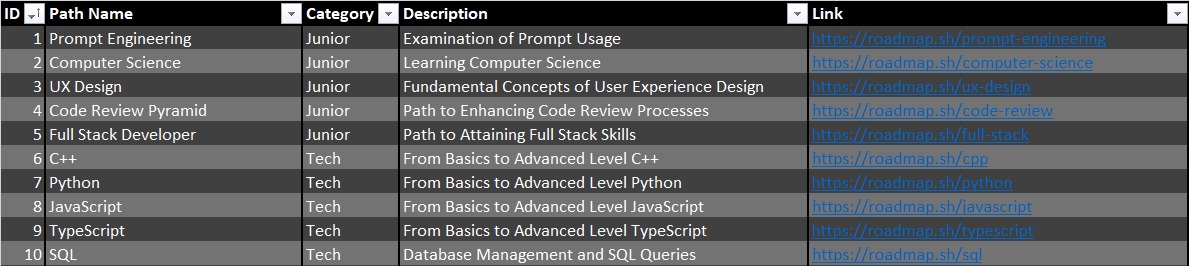 ID Path Name Category Description Link
1 Prompt Engineering Junior Examination of Prompt Usage https://roadmap.sh/prompt-engineering
2 Computer Science Junior Learning Computer Science https://roadmap.sh/computer-science
3 UX Design Junior Fundamental Concepts of User Experience Design https://roadmap.sh/ux-design
4 Code Review Pyramid Junior Path to Enhancing Code Review Processes https://roadmap.sh/code-review
5 Full Stack Developer Junior Path to Attaining Full Stack Skills https://roadmap.sh/full-stack
6 C++ Tech From Basics to Advanced Level C++ https://roadmap.sh/cpp
7 Python Tech From Basics to Advanced Level Python https://roadmap.sh/python
8 JavaScript Tech From Basics to Advanced Level JavaScript https://roadmap.sh/javascript
9 TypeScript Tech From Basics to Advanced Level TypeScript https://roadmap.sh/typescript
10 SQL Tech Database Management and SQL Queries https://roadmap.sh/sql